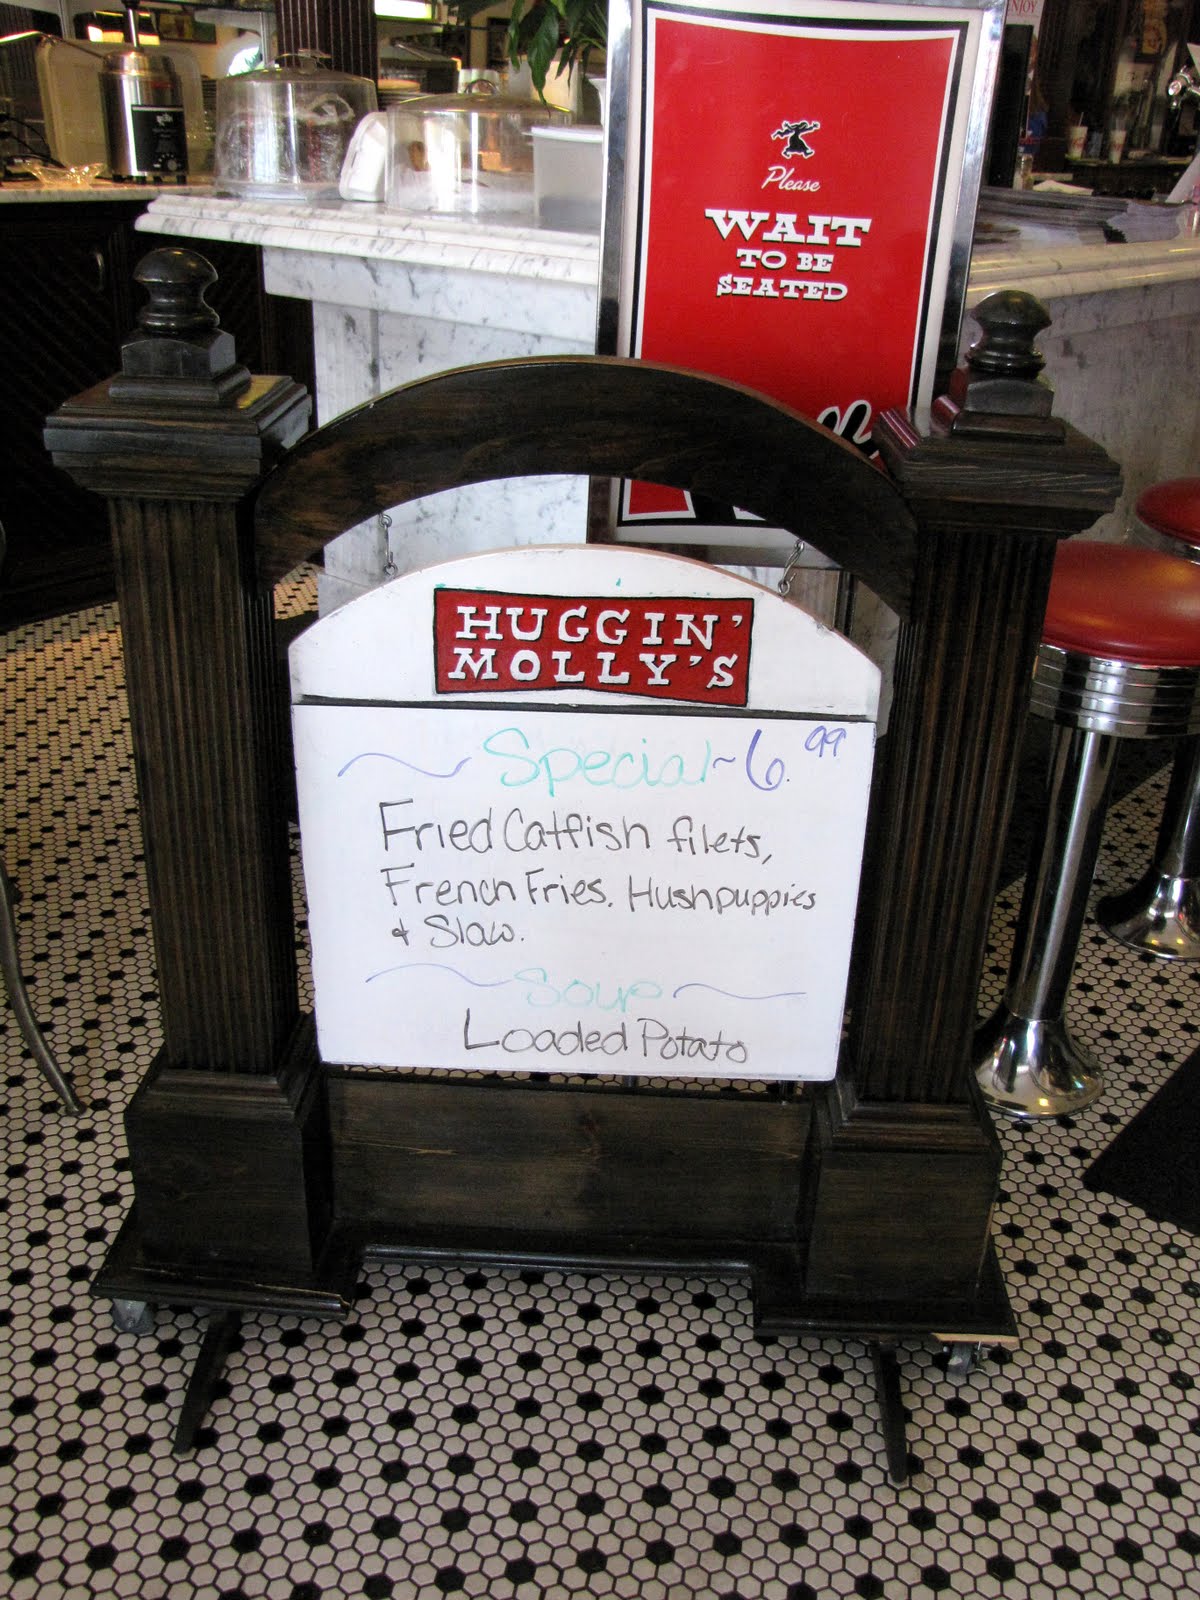 ENJOY
Please
WAIT
TO BE
SEATED
HUGGIN'
MOLLY'S
Special ~ 6.99
Fried Catfish filets,
French Fries. Hushpuppies
& Slaw.
Soup
Loaded Potato